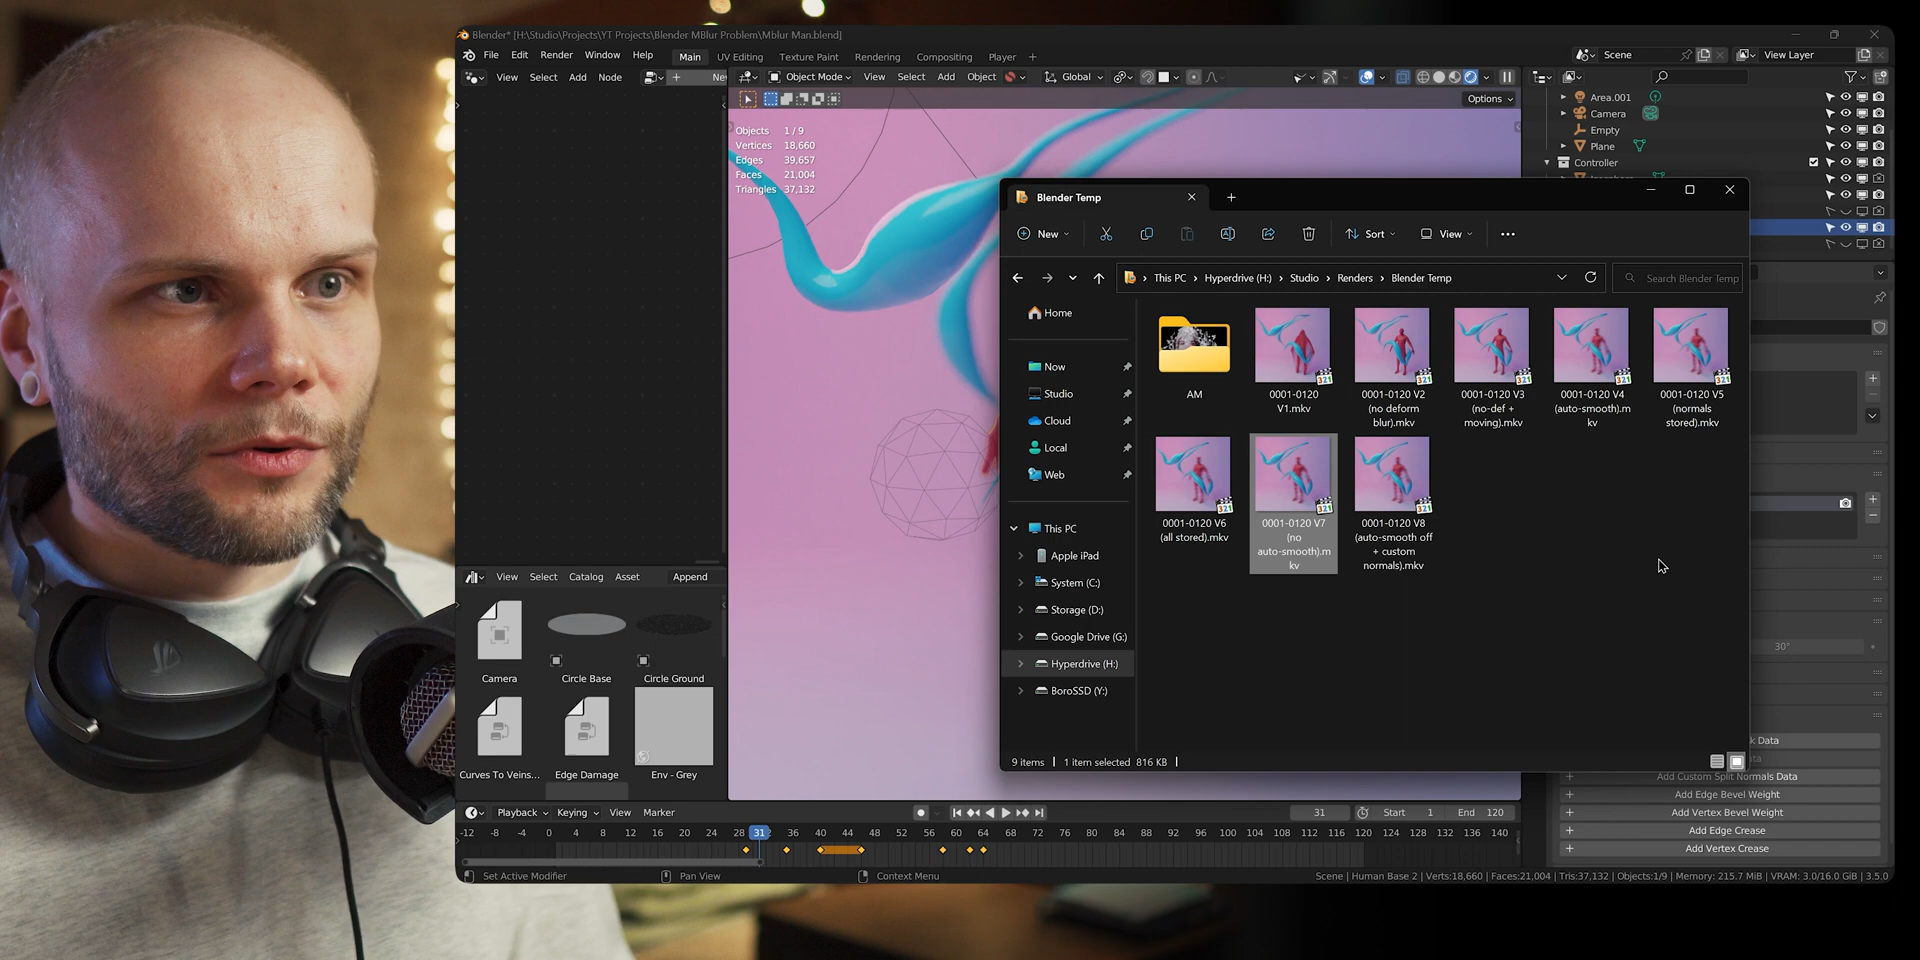 Blender* [H:\Studio\Projects\YT Projects\Blender MBlur Problem\Mblur Man.blend]
File Edit Render Window Help Main UV Editing Texture Paint Rendering Compositing Player +
Scene View Layer
View Select Add Node + Ne
Object Mode View Select Add Object Global
Options
Objects 1 / 9
Vertices 18,660
Edges 39,657
Faces 21,004
Triangles 37,132
Area.001
Camera
Empty
Plane
Controller
Blender Temp
New Sort View
This PC Hyperdrive (H:) Studio Renders Blender Temp
Search Blender Temp
Home
Now
Studio
Cloud
Local
Web
This PC
Apple iPad
System (C:)
Storage (D:)
Google Drive (G:)
Hyperdrive (H:)
BoroSSD (Y:)
AM
0001-0120
V1.mkv
0001-0120 V2
(no deform
blur).mkv
0001-0120 V3
(no-def +
moving).mkv
0001-0120 V4
(auto-smooth).m
kv
0001-0120 V5
(normals
stored).mkv
0001-0120 V6
(all stored).mkv
0001-0120 V7
(no
auto-smooth).m
kv
0001-0120 V8
(auto-smooth off
+ custom
normals).mkv
321
321
321
321
321
321
321
321
9 items 1 item selected 816 KB
30°
k Data
ata
Add Custom Split Normals Data
Add Edge Bevel Weight
Add Vertex Bevel Weight
Add Edge Crease
Add Vertex Crease
View Select Catalog Asset Append
Camera
Circle Base
Circle Ground
Curves To Veins...
Edge Damage
Env - Grey
Playback Keying View Marker
31 Start 1 End 120
-12 -8 -4 0 4 8 12 16 20 24 28 31 36 40 44 48 52 56 60 64 68 72 76 80 84 88 92 96 100 104 108 112 116 120 124 128 132 136 140
Set Active Modifier Pan View Context Menu
Scene | Human Base 2 | Verts:18,660 | Faces:21,004 | Tris:37,132 | Objects:1/9 | Memory: 215.7 MiB | VRAM: 3.0/16.0 GiB | 3.5.0